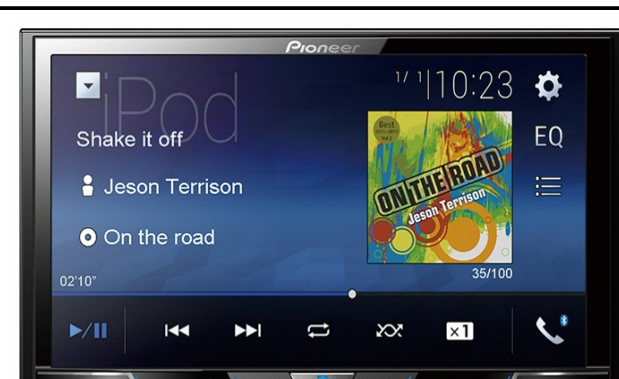 Pioneer
iPod
1/ 1 10:23
Shake it off
EQ
Jeson Terrison
On the road
Best
ON THE ROAD
Jeson Terrison
02'10"
35/100
x1